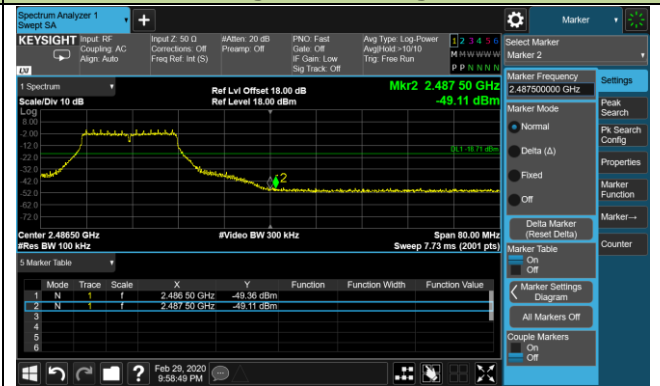 Spectrum Analyzer 1
Swept SA
+
Marker
KEYSIGHT
Input: RF
Coupling: AC
Align: Auto
Input Z: 50 Ω
Corrections: Off
Freq Ref: Int (S)
#Atten: 20 dB
Preamp: Off
PNO: Fast
Gate: Off
IF Gain: Low
Sig Track: Off
Avg Type: Log-Power
Avg|Hold:>10/10
Trig: Free Run
1 2 3 4 5 6
M W W W W W
P P N N N N
LXI
Select Marker
Marker 2
1 Spectrum
Scale/Div 10 dB
Ref Lvl Offset 18.00 dB
Ref Level 18.00 dBm
Mkr2 2.487 50 GHz
-49.11 dBm
Log
8.00
-2.00
-12.0
-22.0
-32.0
-42.0
-52.0
-62.0
-72.0
DL1 -18.71 dBm
2
Center 2.48650 GHz
#Res BW 100 kHz
#Video BW 300 kHz
Span 80.00 MHz
Sweep 7.73 ms (2001 pts)
5 Marker Table
Mode Trace Scale X Y Function Function Width Function Value
1 N 1 f 2.486 50 GHz -49.36 dBm
2 N 1 f 2.487 50 GHz -49.11 dBm
3
4
5
6
Marker Frequency
2.487500000 GHz
Marker Mode
Normal
Delta (Δ)
Fixed
Off
Delta Marker
(Reset Delta)
Marker Table
On
Off
Marker Settings
Diagram
All Markers Off
Couple Markers
On
Off
Settings
Peak
Search
Pk Search
Config
Properties
Marker
Function
Marker→
Counter
?
Feb 29, 2020
9:58:49 PM